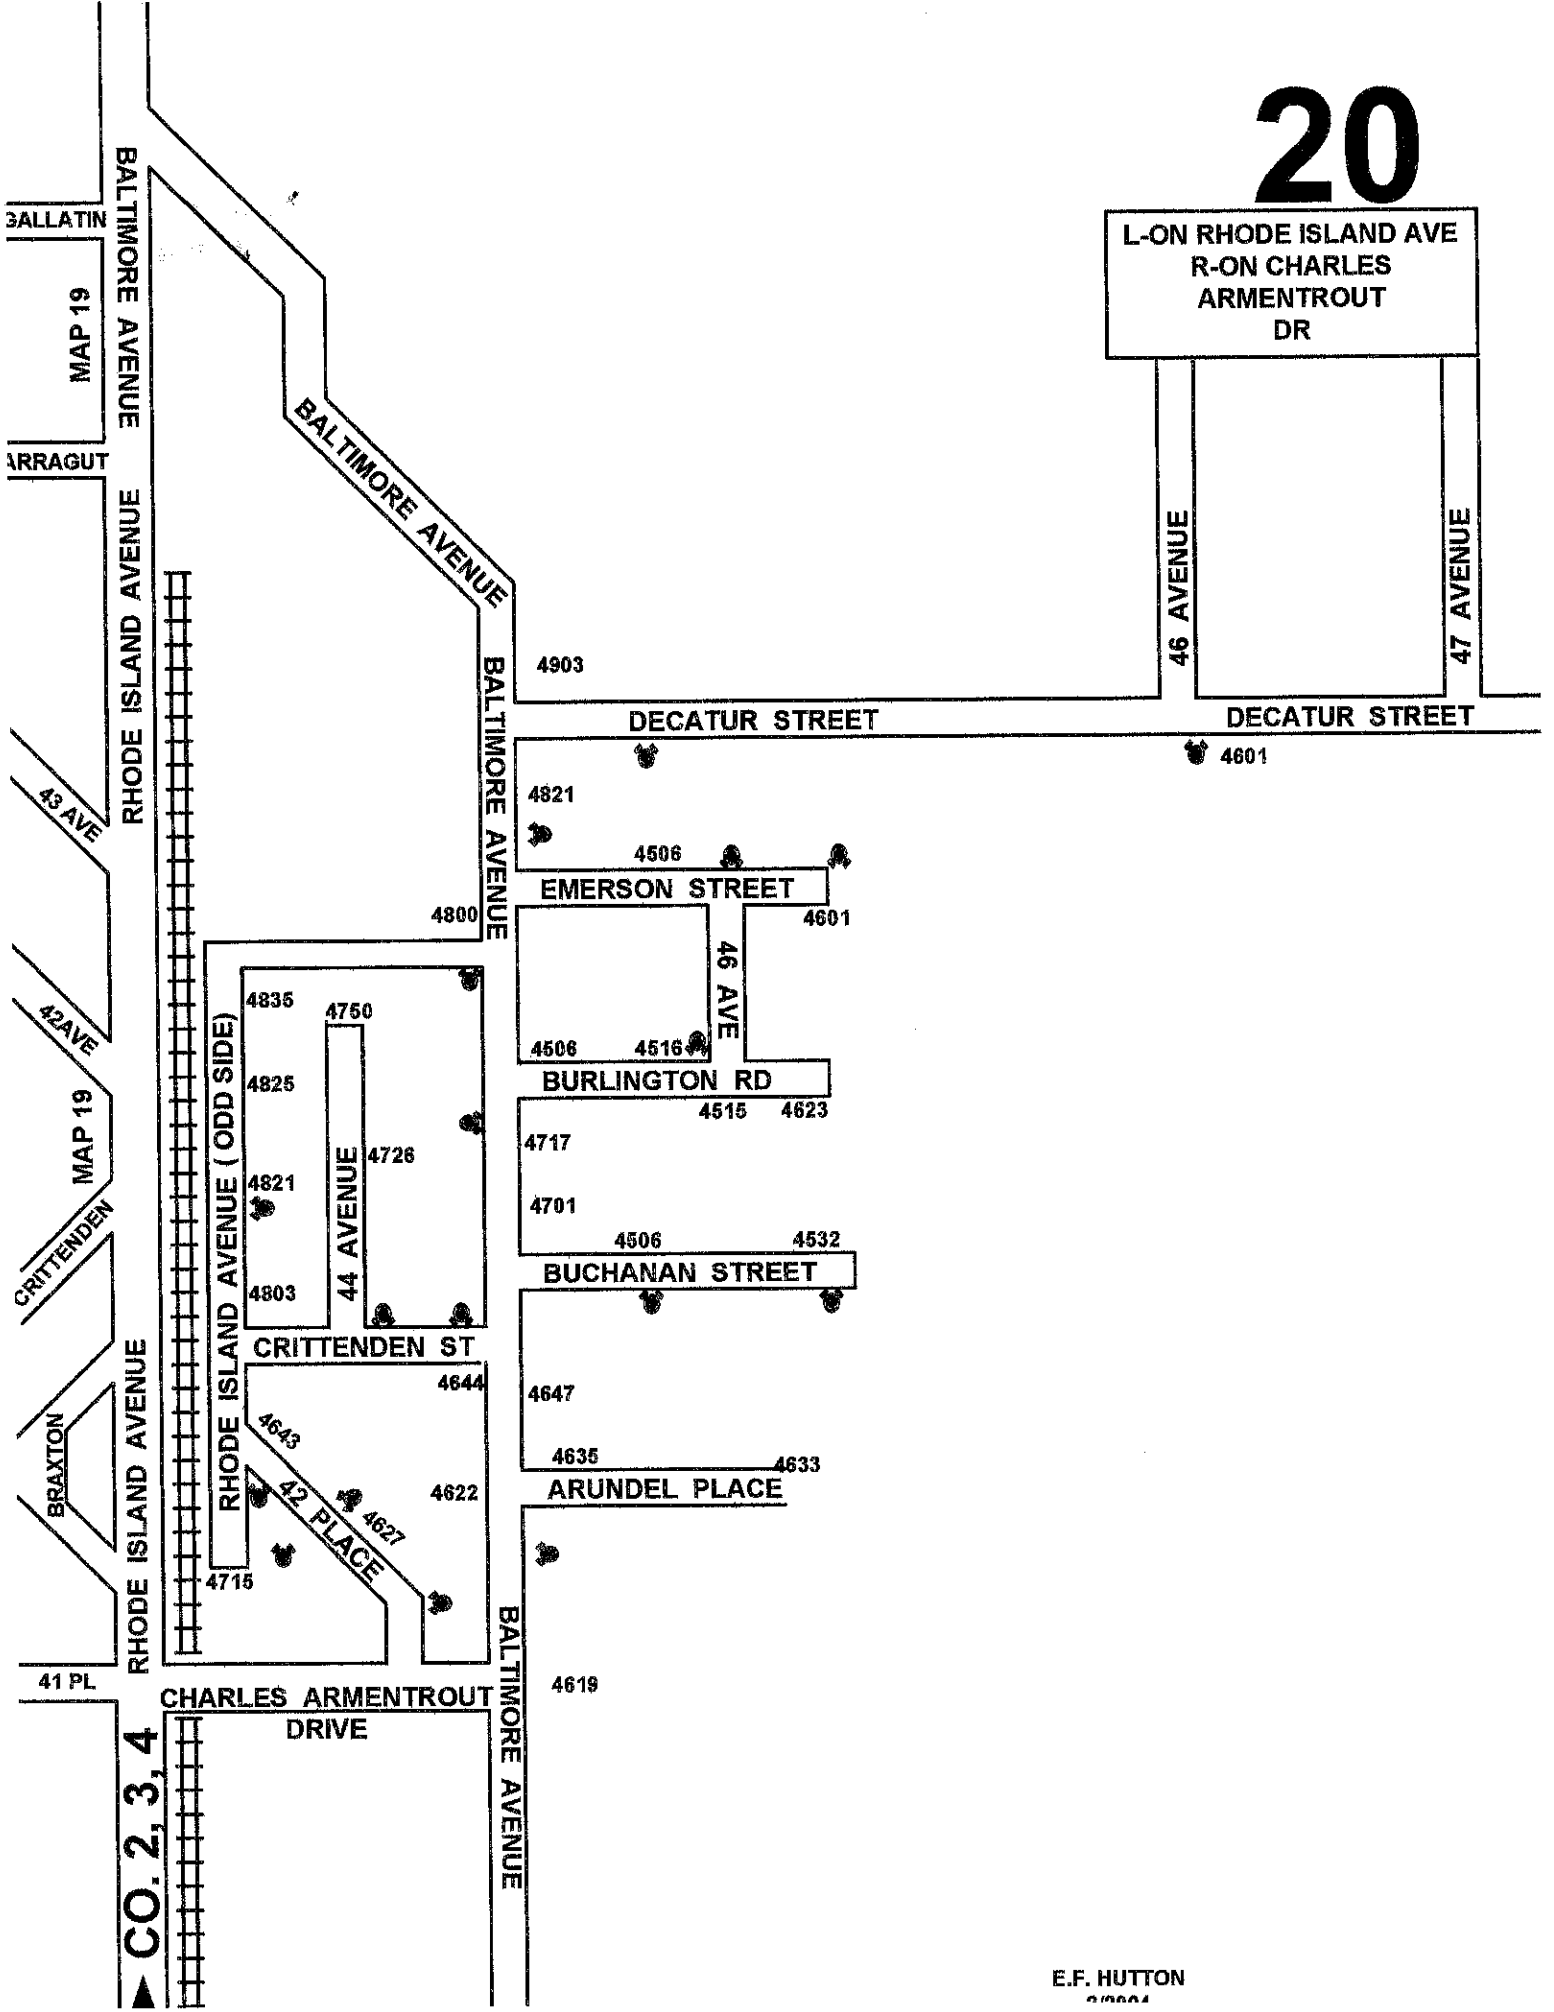 20
L-ON RHODE ISLAND AVE
R-ON CHARLES
ARMENTROUT
DR
BALTIMORE AVENUE
GALLATIN
MAP 19
ARRAGUT
BALTIMORE AVENUE
RHODE ISLAND AVENUE
46 AVENUE
47 AVENUE
4903
BALTIMORE AVENUE
DECATUR STREET
DECATUR STREET
4601
43 AVE
4821
4506
EMERSON STREET
4800
4601
46 AVE
42AVE
4835
4750
4506
4516
BURLINGTON RD
4825
4515
4623
MAP 19
RHODE ISLAND AVENUE ( ODD SIDE)
44 AVENUE
4726
4717
4821
4701
CRITTENDEN
4506
4532
BUCHANAN STREET
4803
CRITTENDEN ST
4644
4647
RHODE ISLAND AVENUE
BRAXTON
4643
4635
4633
42 PLACE
4622
ARUNDEL PLACE
4627
4715
41 PL
4619
CHARLES ARMENTROUT
DRIVE
BALTIMORE AVENUE
CO. 2, 3, 4
E.F. HUTTON